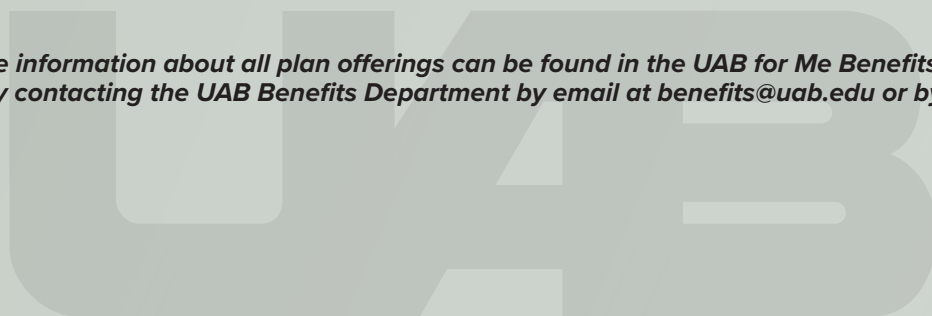 e information about all plan offerings can be found in the UAB for Me Benefits
y contacting the UAB Benefits Department by email at benefits@uab.edu or by
UAB